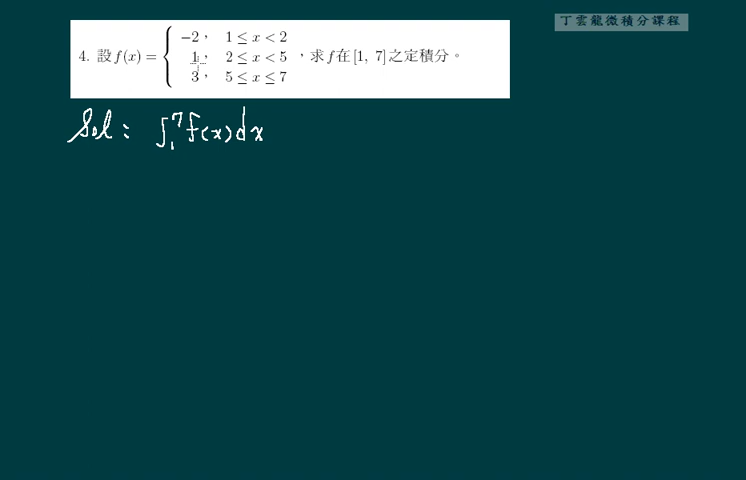 丁雲龍微積分課程
4. 設 f(x) = { −2， 1 ≤ x < 2
1， 2 ≤ x < 5 ，求 f 在 [1, 7] 之定積分。
3， 5 ≤ x ≤ 7
Sol : ∫₁⁷ f(x) dx